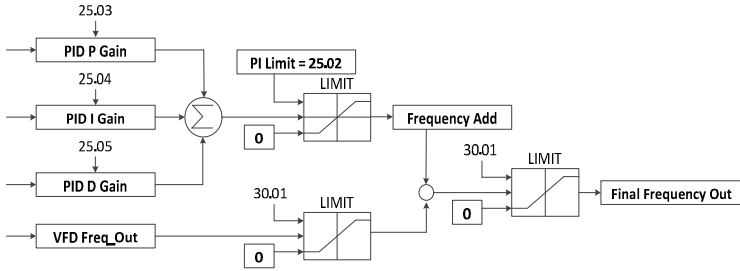 25.03
PID P Gain
PI Limit = 25.02
25.04
LIMIT
PID I Gain
Σ
Frequency Add
0
25.05
30.01
LIMIT
PID D Gain
30.01
LIMIT
0
Final Frequency Out
VFD Freq_Out
0